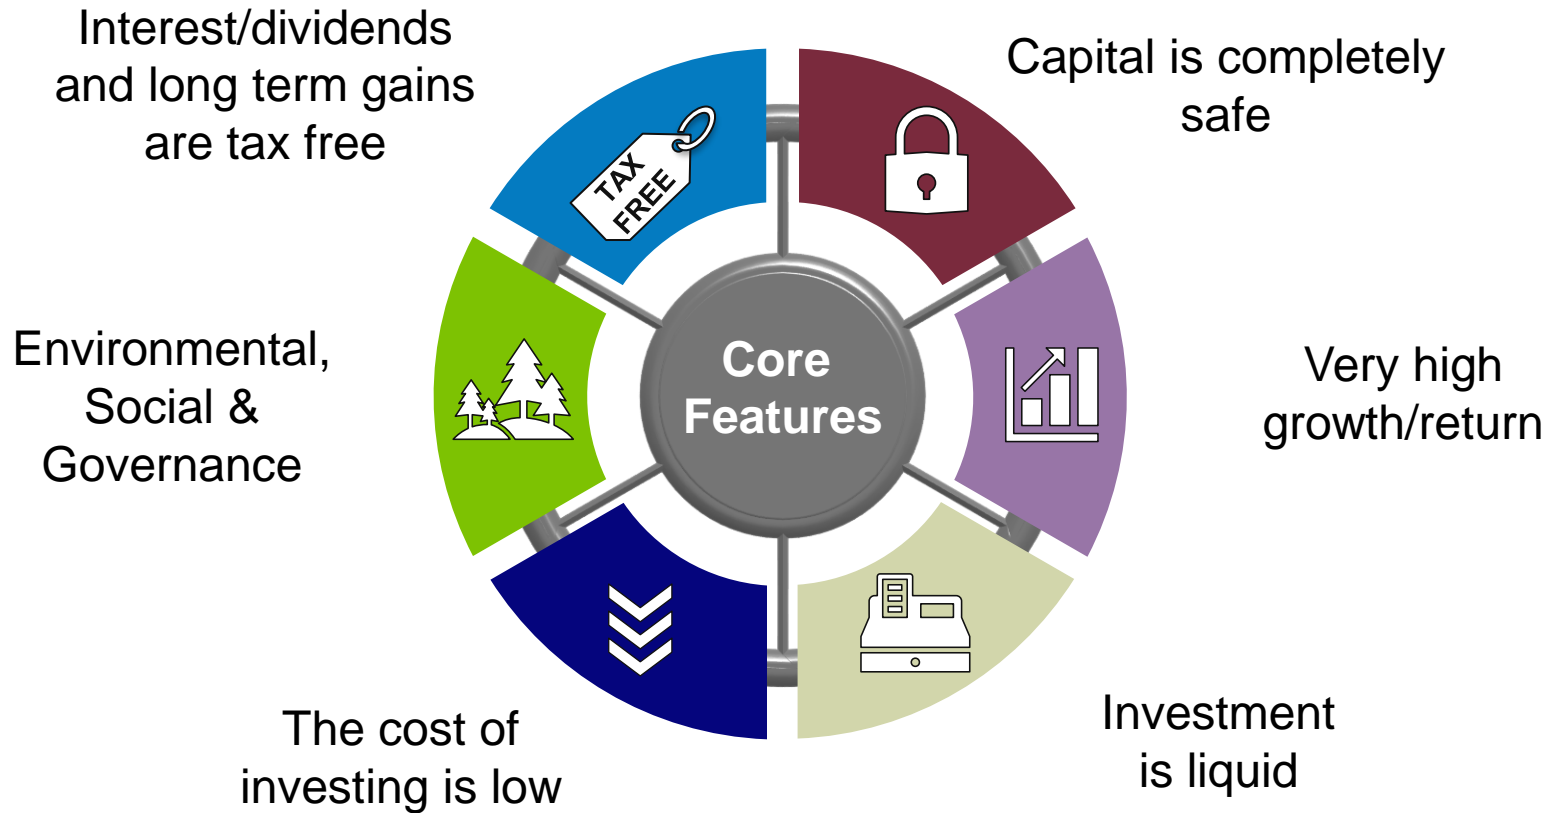 Interest/dividends
and long term gains
are tax free
Capital is completely
safe
TAX
FREE
Environmental,
Social &
Governance
Core
Features
Very high
growth/return
The cost of
investing is low
Investment
is liquid